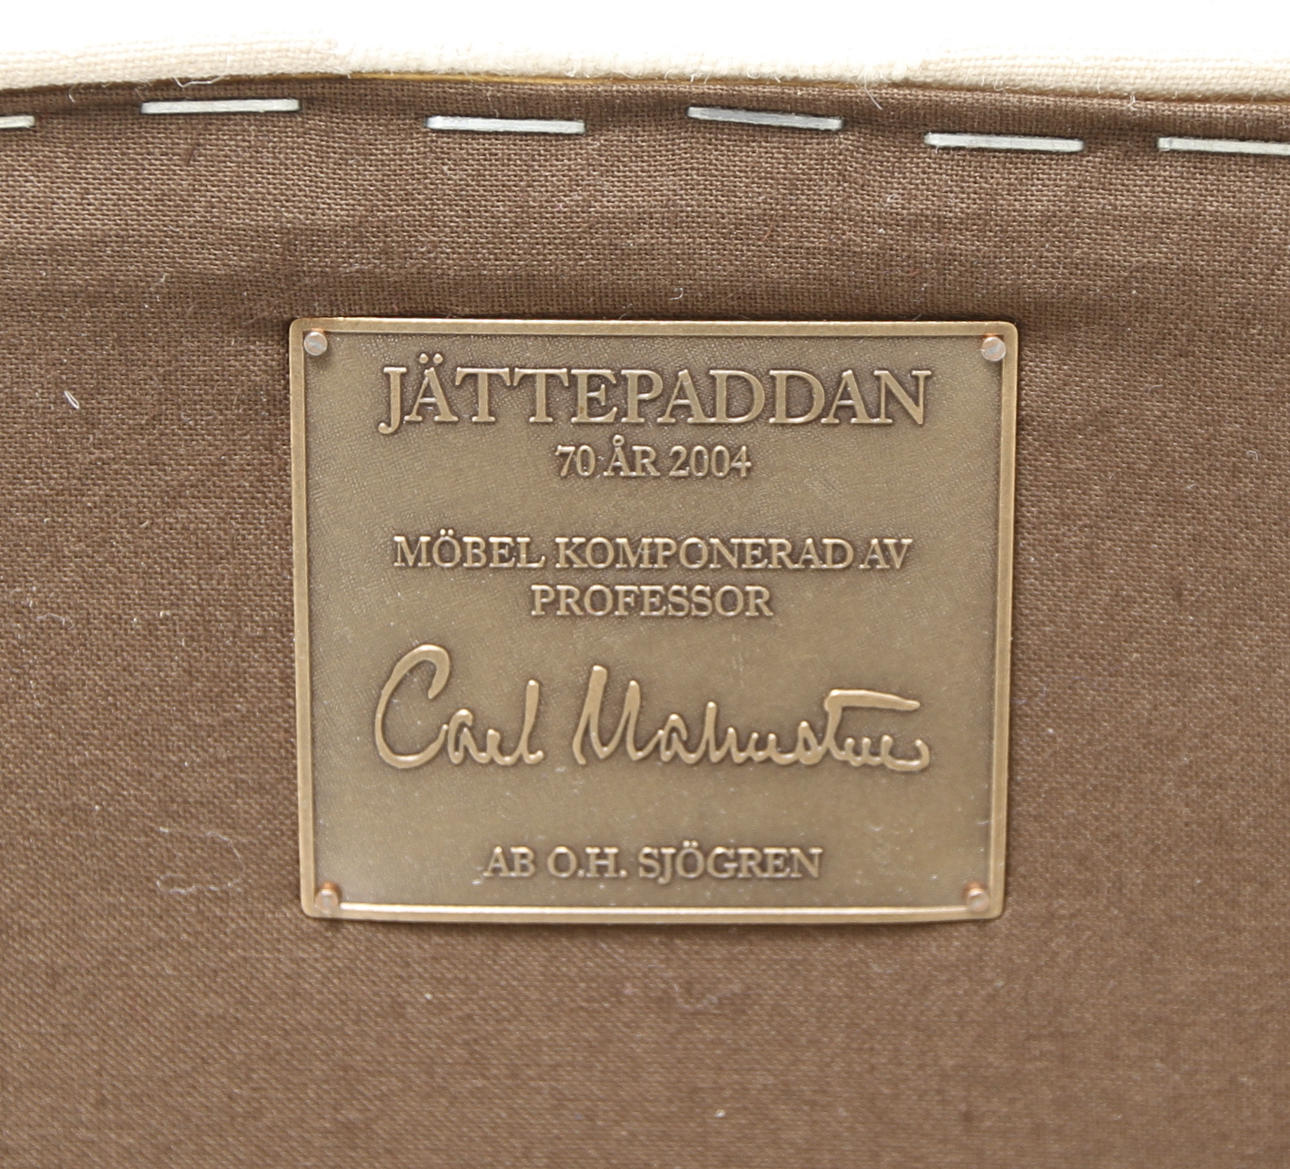 JÄTTEPADDAN
70 ÅR 2004
MÖBEL KOMPONERAD AV
PROFESSOR
Carl Malmsten
AB O.H. SJÖGREN